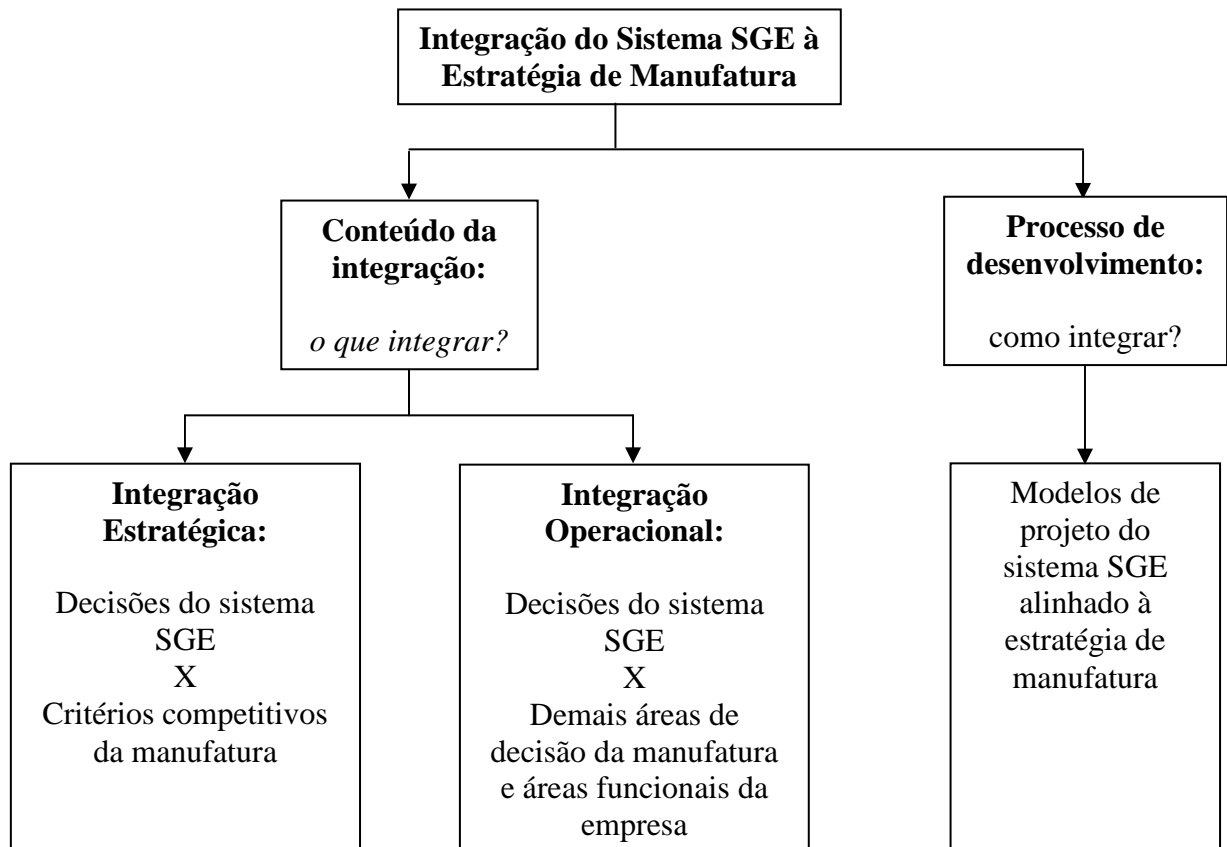 Integração do Sistema SGE à
Estratégia de Manufatura
Conteúdo da
integração:
o que integrar?
Processo de
desenvolvimento:
como integrar?
Integração
Estratégica:
Decisões do sistema
SGE
X
Critérios competitivos
da manufatura
Integração
Operacional:
Decisões do sistema
SGE
X
Demais áreas de
decisão da manufatura
e áreas funcionais da
empresa
Modelos de
projeto do
sistema SGE
alinhado à
estratégia de
manufatura